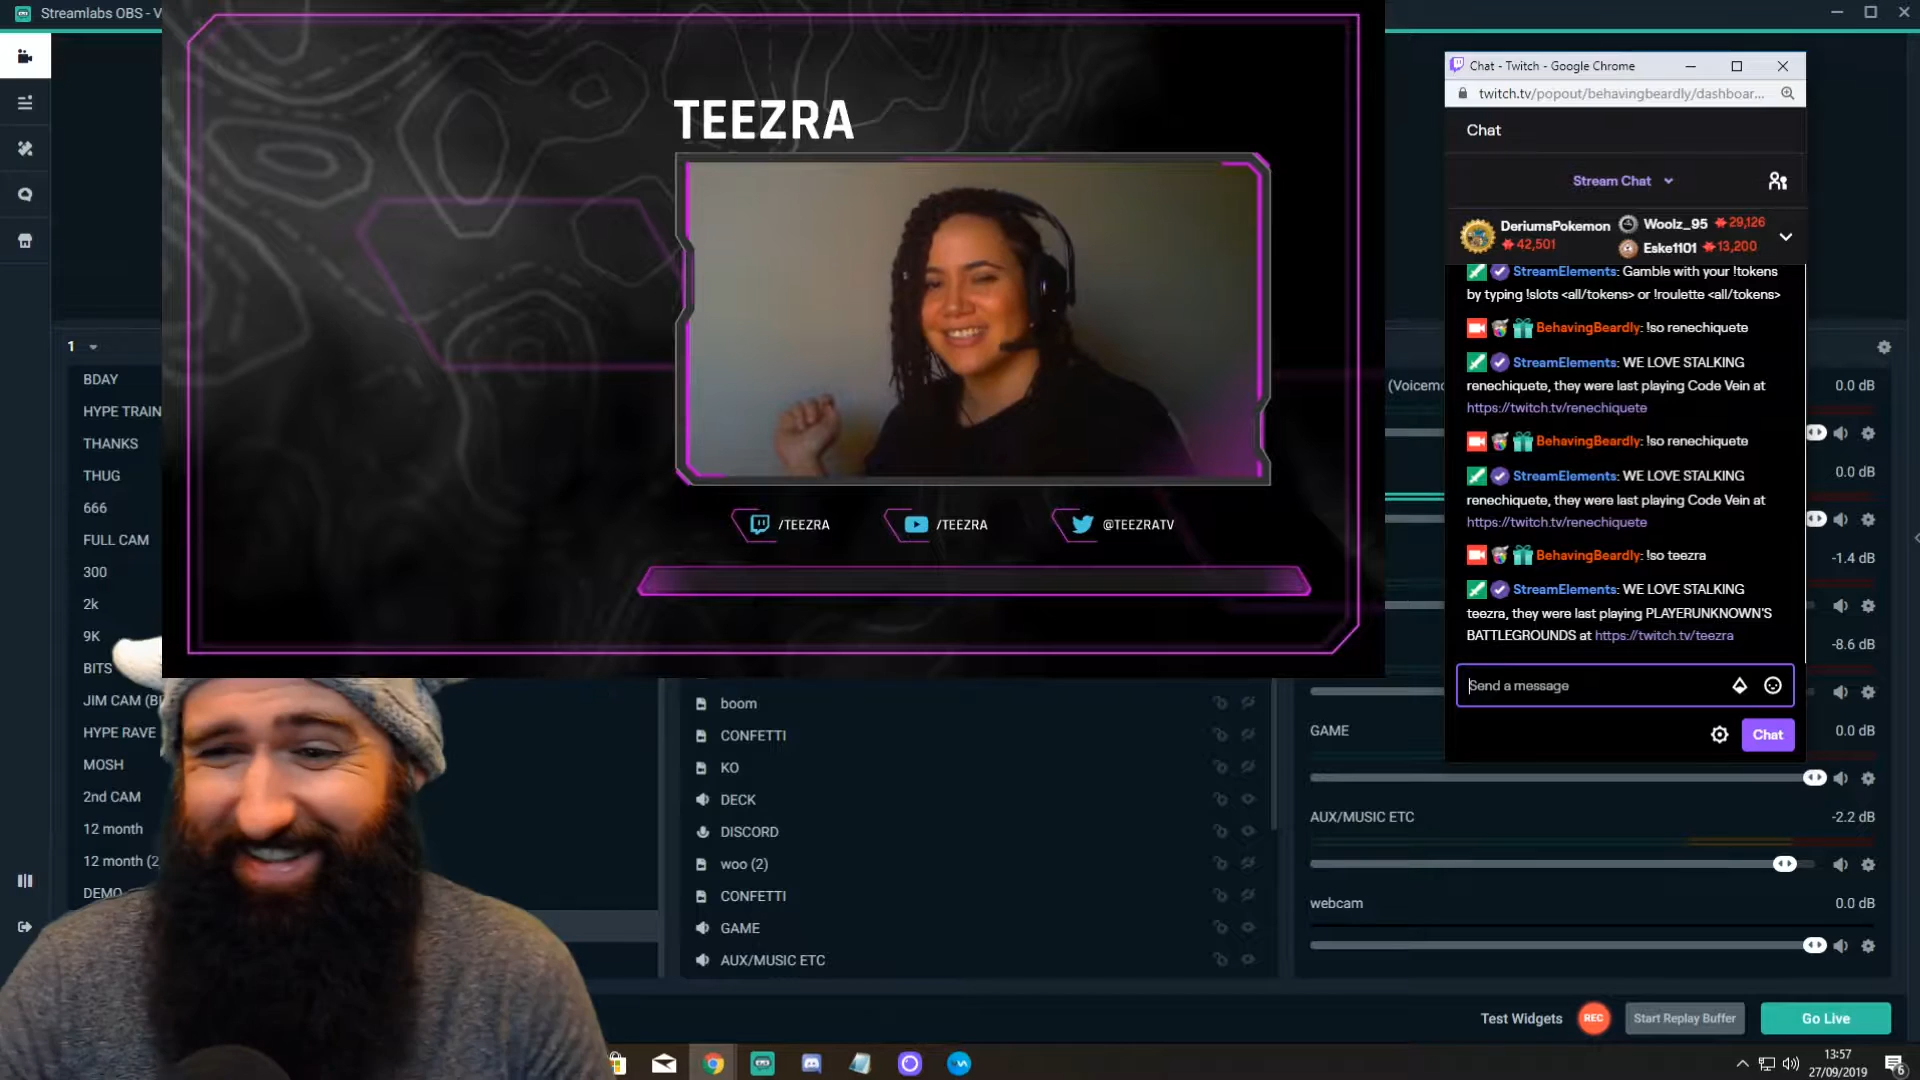 Streamlabs OBS - V
TEEZRA
/TEEZRA
/TEEZRA
@TEEZRATV
Chat - Twitch - Google Chrome
twitch.tv/popout/behavingbeardly/dashboar...
Chat
Stream Chat
DeriumsPokemon
42,501
Woolz_95 29,126
Eske1101 13,200
StreamElements: Gamble with your !tokens
by typing !slots <all/tokens> or !roulette <all/tokens>
BehavingBeardly: !so renechiquete
StreamElements: WE LOVE STALKING
renechiquete, they were last playing Code Vein at
https://twitch.tv/renechiquete
BehavingBeardly: !so renechiquete
StreamElements: WE LOVE STALKING
renechiquete, they were last playing Code Vein at
https://twitch.tv/renechiquete
BehavingBeardly: !so teezra
StreamElements: WE LOVE STALKING
teezra, they were last playing PLAYERUNKNOWN'S
BATTLEGROUNDS at https://twitch.tv/teezra
Send a message
Chat
1
BDAY
HYPE TRAIN
THANKS
THUG
666
FULL CAM
300
2k
9K
BITS
JIM CAM (B
HYPE RAVE
MOSH
2nd CAM
12 month
12 month (2
DEMO
boom
CONFETTI
KO
DECK
DISCORD
woo (2)
CONFETTI
GAME
AUX/MUSIC ETC
(Voicemo
0.0 dB
0.0 dB
-1.4 dB
-8.6 dB
GAME
0.0 dB
AUX/MUSIC ETC
-2.2 dB
webcam
0.0 dB
Test Widgets
REC
Start Replay Buffer
Go Live
13:57
27/09/2019
6